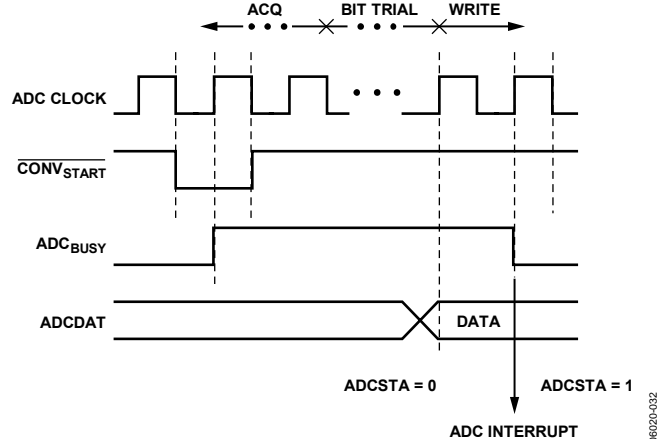 ACQ BIT TRIAL WRITE
ADC CLOCK
CONVSTART
ADCBUSY
ADCDAT
DATA
ADCSTA = 0 ADCSTA = 1
ADC INTERRUPT
06020-032